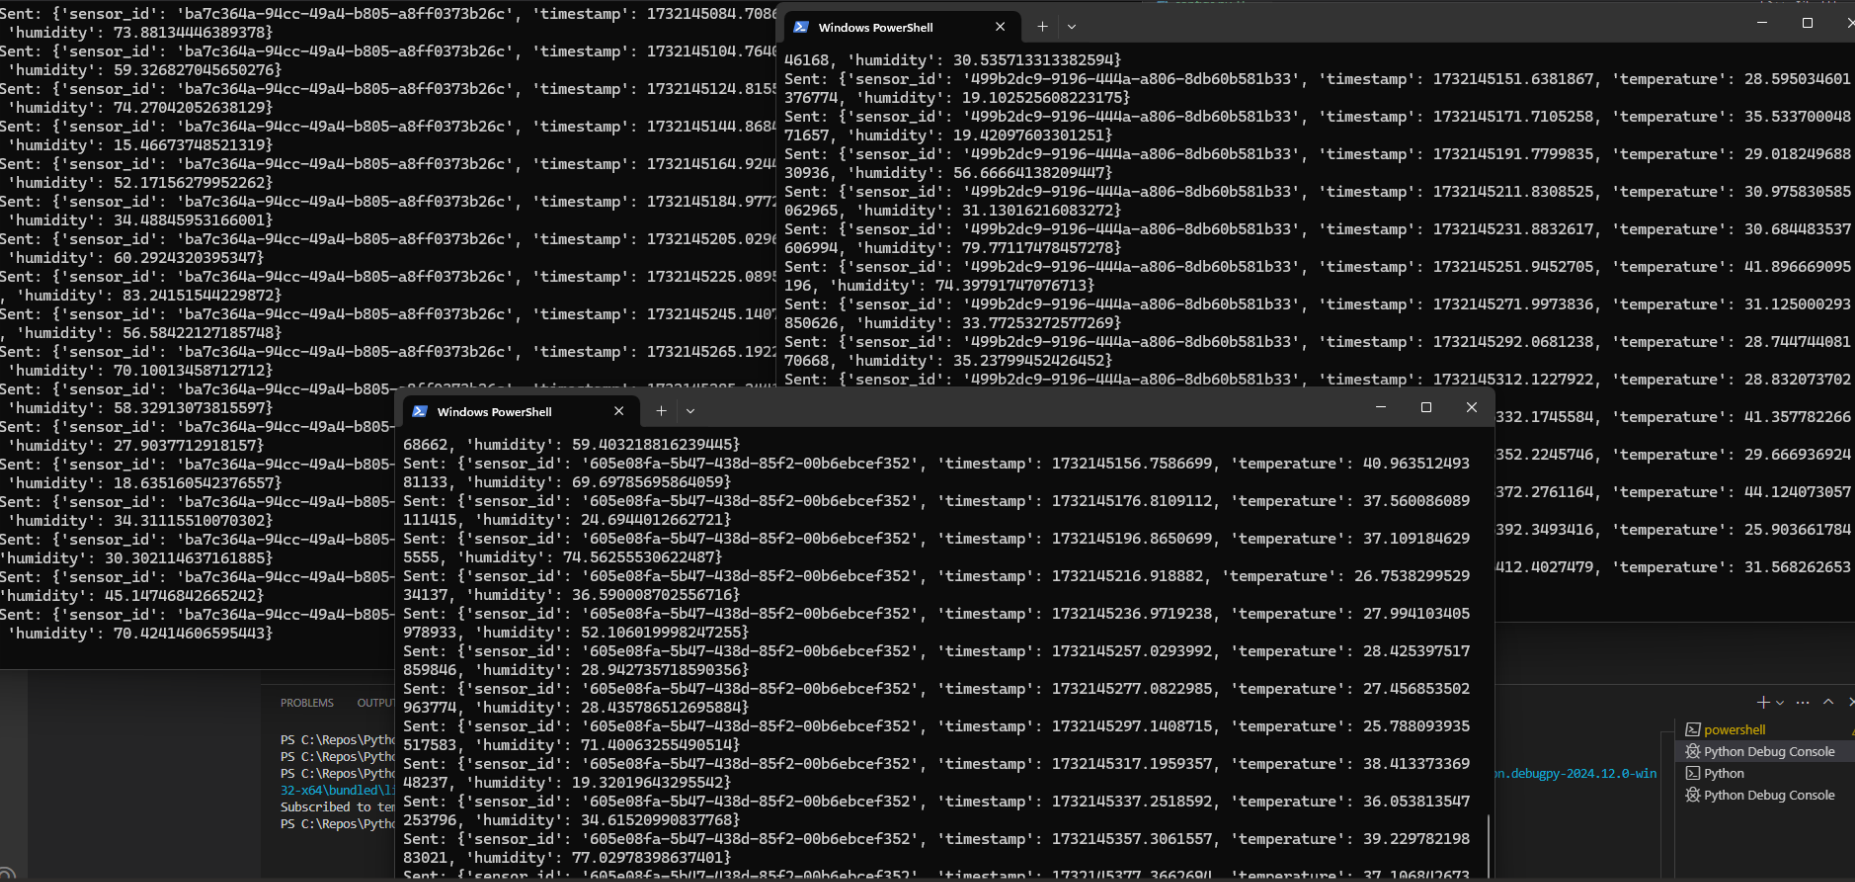 Sent: {'sensor_id': 'ba7c364a-94cc-49a4-b805-a8ff0373b26c', 'timestamp': 1732145084.7086
'humidity': 73.88134446389378}
Sent: {'sensor_id': 'ba7c364a-94cc-49a4-b805-a8ff0373b26c', 'timestamp': 1732145104.7640
'humidity': 59.326827045650276}
Sent: {'sensor_id': 'ba7c364a-94cc-49a4-b805-a8ff0373b26c', 'timestamp': 1732145124.8155
'humidity': 74.27042052638129}
Sent: {'sensor_id': 'ba7c364a-94cc-49a4-b805-a8ff0373b26c', 'timestamp': 1732145144.8684
'humidity': 15.46673748521319}
Sent: {'sensor_id': 'ba7c364a-94cc-49a4-b805-a8ff0373b26c', 'timestamp': 1732145164.9244
'humidity': 52.17156279952262}
Sent: {'sensor_id': 'ba7c364a-94cc-49a4-b805-a8ff0373b26c', 'timestamp': 1732145184.9772
'humidity': 34.48845953166001}
Sent: {'sensor_id': 'ba7c364a-94cc-49a4-b805-a8ff0373b26c', 'timestamp': 1732145205.0296
'humidity': 60.2924320395347}
Sent: {'sensor_id': 'ba7c364a-94cc-49a4-b805-a8ff0373b26c', 'timestamp': 1732145225.0895
, 'humidity': 83.24151544229872}
Sent: {'sensor_id': 'ba7c364a-94cc-49a4-b805-a8ff0373b26c', 'timestamp': 1732145245.1407
, 'humidity': 56.58422127185748}
Sent: {'sensor_id': 'ba7c364a-94cc-49a4-b805-a8ff0373b26c', 'timestamp': 1732145265.1922
'humidity': 70.10013458712712}
Sent: {'sensor_id': 'ba7c364a-94cc-49a4-b805-
'humidity': 58.32913073815597}
Sent: {'sensor_id': 'ba7c364a-94cc-49a4-b805-
'humidity': 27.9037712918157}
Sent: {'sensor_id': 'ba7c364a-94cc-49a4-b805-
'humidity': 18.635160542376557}
Sent: {'sensor_id': 'ba7c364a-94cc-49a4-b805-
'humidity': 34.31115510070302}
Sent: {'sensor_id': 'ba7c364a-94cc-49a4-b805-
'humidity': 30.302114637161885}
Sent: {'sensor_id': 'ba7c364a-94cc-49a4-b805-
'humidity': 45.14746842665242}
Sent: {'sensor_id': 'ba7c364a-94cc-49a4-b805-
'humidity': 70.42414606595443}
Windows PowerShell
46168, 'humidity': 30.535713313382594}
Sent: {'sensor_id': '499b2dc9-9196-444a-a806-8db60b581b33', 'timestamp': 1732145151.6381867, 'temperature': 28.595034601
376774, 'humidity': 19.102525608223175}
Sent: {'sensor_id': '499b2dc9-9196-444a-a806-8db60b581b33', 'timestamp': 1732145171.7105258, 'temperature': 35.533700048
71657, 'humidity': 19.42097603301251}
Sent: {'sensor_id': '499b2dc9-9196-444a-a806-8db60b581b33', 'timestamp': 1732145191.7799835, 'temperature': 29.018249688
30936, 'humidity': 56.66664138209447}
Sent: {'sensor_id': '499b2dc9-9196-444a-a806-8db60b581b33', 'timestamp': 1732145211.8308525, 'temperature': 30.975830585
062965, 'humidity': 31.13016216083272}
Sent: {'sensor_id': '499b2dc9-9196-444a-a806-8db60b581b33', 'timestamp': 1732145231.8832617, 'temperature': 30.684483537
606994, 'humidity': 79.77117478457278}
Sent: {'sensor_id': '499b2dc9-9196-444a-a806-8db60b581b33', 'timestamp': 1732145251.9452705, 'temperature': 41.896669095
196, 'humidity': 74.39791747076713}
Sent: {'sensor_id': '499b2dc9-9196-444a-a806-8db60b581b33', 'timestamp': 1732145271.9973836, 'temperature': 31.125000293
850626, 'humidity': 33.77253272577269}
Sent: {'sensor_id': '499b2dc9-9196-444a-a806-8db60b581b33', 'timestamp': 1732145292.0681238, 'temperature': 28.744744081
70668, 'humidity': 35.23799452426452}
Sent: {'sensor_id': '499b2dc9-9196-444a-a806-8db60b581b33', 'timestamp': 1732145312.1227922, 'temperature': 28.832073702
332.1745584, 'temperature': 41.357782266
352.2245746, 'temperature': 29.666936924
372.2761164, 'temperature': 44.124073057
392.3493416, 'temperature': 25.903661784
412.4027479, 'temperature': 31.568262653
Windows PowerShell
68662, 'humidity': 59.403218816239445}
Sent: {'sensor_id': '605e08fa-5b47-438d-85f2-00b6ebcef352', 'timestamp': 1732145156.7586699, 'temperature': 40.963512493
81133, 'humidity': 69.69785695864059}
Sent: {'sensor_id': '605e08fa-5b47-438d-85f2-00b6ebcef352', 'timestamp': 1732145176.8109112, 'temperature': 37.560086089
111415, 'humidity': 24.6944012662721}
Sent: {'sensor_id': '605e08fa-5b47-438d-85f2-00b6ebcef352', 'timestamp': 1732145196.8650699, 'temperature': 37.109184629
5555, 'humidity': 74.562555306222487}
Sent: {'sensor_id': '605e08fa-5b47-438d-85f2-00b6ebcef352', 'timestamp': 1732145216.918882, 'temperature': 26.7538299529
34137, 'humidity': 36.590008702556716}
Sent: {'sensor_id': '605e08fa-5b47-438d-85f2-00b6ebcef352', 'timestamp': 1732145236.9719238, 'temperature': 27.994103405
978933, 'humidity': 52.106019998247255}
Sent: {'sensor_id': '605e08fa-5b47-438d-85f2-00b6ebcef352', 'timestamp': 1732145257.0293992, 'temperature': 28.425397517
859846, 'humidity': 28.942735718590356}
Sent: {'sensor_id': '605e08fa-5b47-438d-85f2-00b6ebcef352', 'timestamp': 1732145277.0822985, 'temperature': 27.456853502
963774, 'humidity': 28.435786512695884}
Sent: {'sensor_id': '605e08fa-5b47-438d-85f2-00b6ebcef352', 'timestamp': 1732145297.1408715, 'temperature': 25.788093935
517583, 'humidity': 71.40063255490514}
Sent: {'sensor_id': '605e08fa-5b47-438d-85f2-00b6ebcef352', 'timestamp': 1732145317.1959357, 'temperature': 38.413373369
48237, 'humidity': 19.32019643295542}
Sent: {'sensor_id': '605e08fa-5b47-438d-85f2-00b6ebcef352', 'timestamp': 1732145337.2518592, 'temperature': 36.053813547
253796, 'humidity': 34.61520990837768}
Sent: {'sensor_id': '605e08fa-5b47-438d-85f2-00b6ebcef352', 'timestamp': 1732145357.3061557, 'temperature': 39.229782198
83021, 'humidity': 77.02978398637401}
Sent: {'sensor_id': '605e08fa-5b47-438d-85f2-00b6ebcef352', 'timestamp': 1732145377.3662694, 'temperature': 37.106842673
PROBLEMS OUTPU
PS C:\Repos\Pytho
PS C:\Repos\Pytho
PS C:\Repos\Pytho
32-x64\bundled\li
Subscribed to tem
PS C:\Repos\Pytho
on.debugpy-2024.12.0-win
powershell
Python Debug Console
Python
Python Debug Console